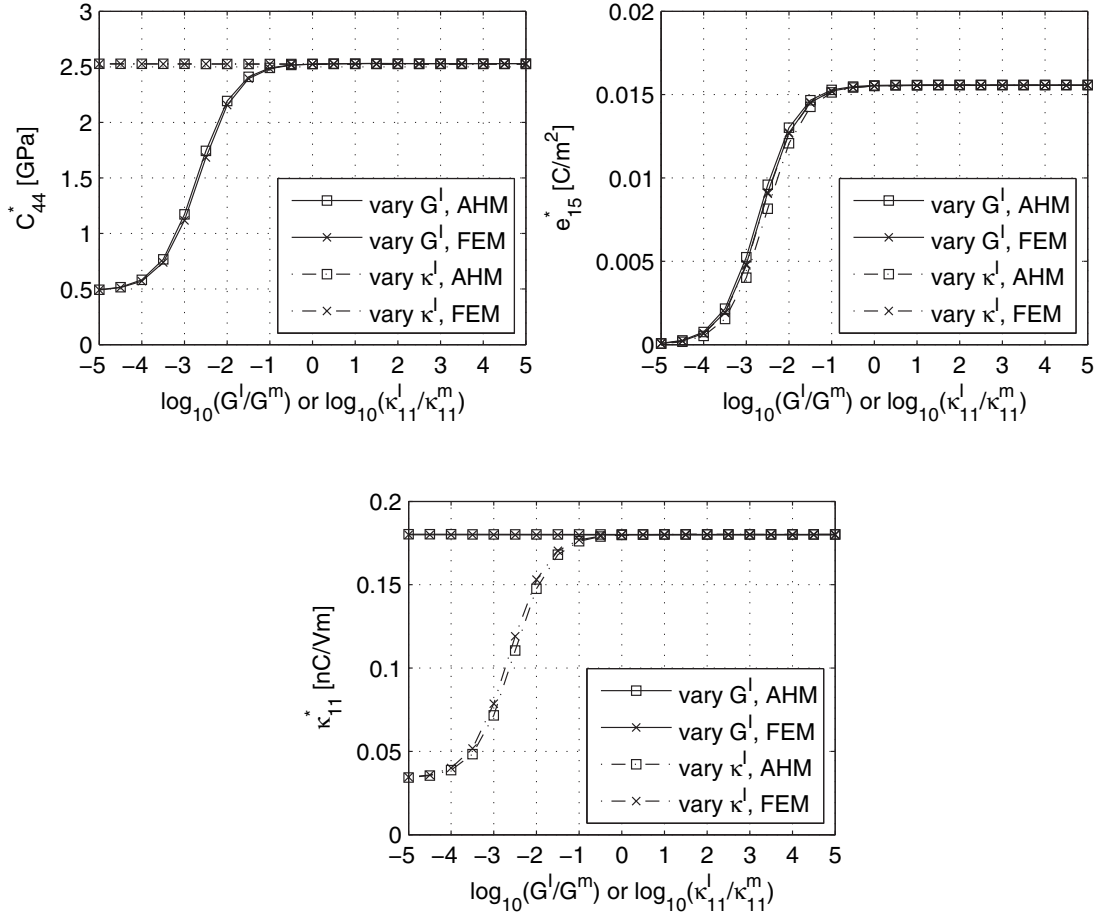 3
2.5
2
1.5
1
0.5
0
C*44 [GPa]
vary G^I, AHM
vary G^I, FEM
vary κ^I, AHM
vary κ^I, FEM
−5 −4 −3 −2 −1 0 1 2 3 4 5
log10(G^I/G^m) or log10(κ^I11/κ^m11)
0.02
0.015
0.01
0.005
0
e*15 [C/m^2]
vary G^I, AHM
vary G^I, FEM
vary κ^I, AHM
vary κ^I, FEM
−5 −4 −3 −2 −1 0 1 2 3 4 5
log10(G^I/G^m) or log10(κ^I11/κ^m11)
0.2
0.15
0.1
0.05
0
κ*11 [nC/Vm]
vary G^I, AHM
vary G^I, FEM
vary κ^I, AHM
vary κ^I, FEM
−5 −4 −3 −2 −1 0 1 2 3 4 5
log10(G^I/G^m) or log10(κ^I11/κ^m11)